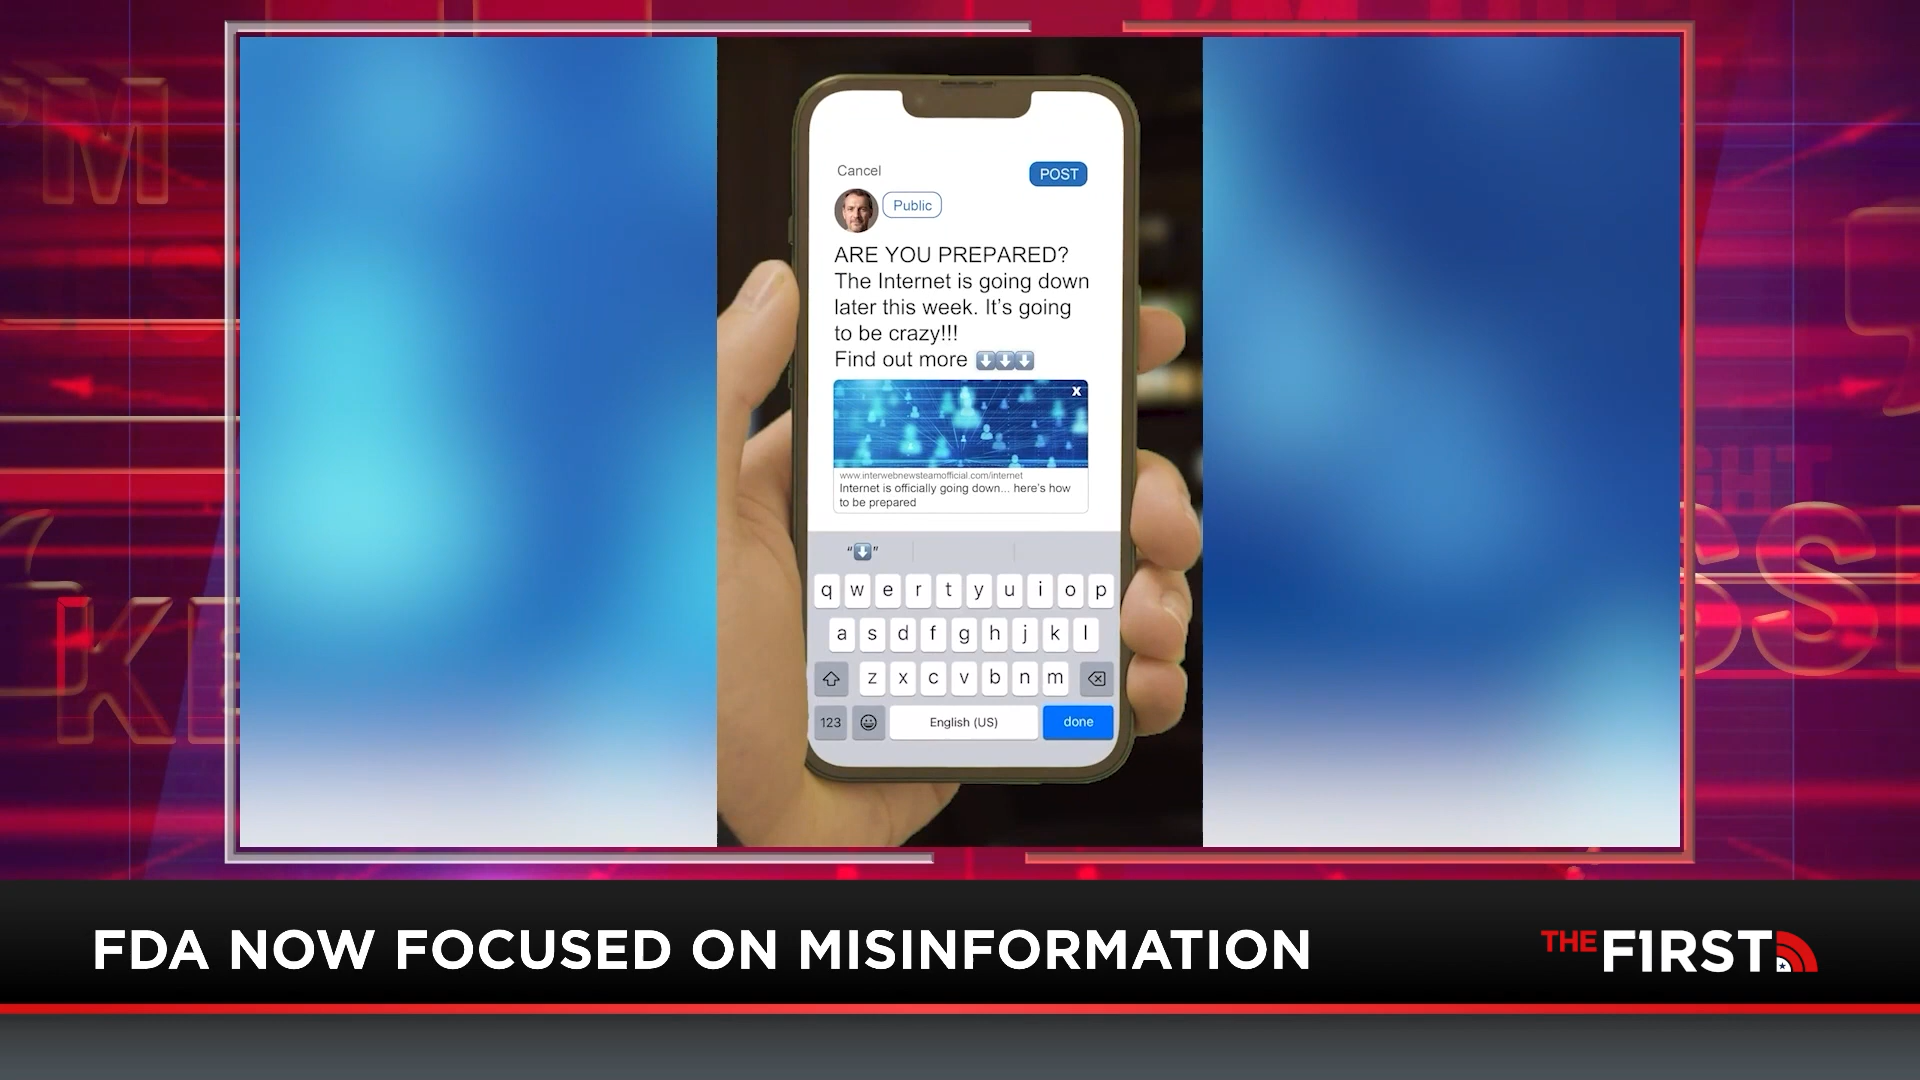 Cancel
POST
Public
ARE YOU PREPARED?
The Internet is going down
later this week. It's going
to be crazy!!!
Find out more ⬇️⬇️⬇️
X
www.interwebnewsteamofficial.com/internet
Internet is officially going down... here's how
to be prepared
"⬇️"
q w e r t y u i o p
a s d f g h j k l
z x c v b n m
123
English (US)
done
FDA NOW FOCUSED ON MISINFORMATION
THE F1RST